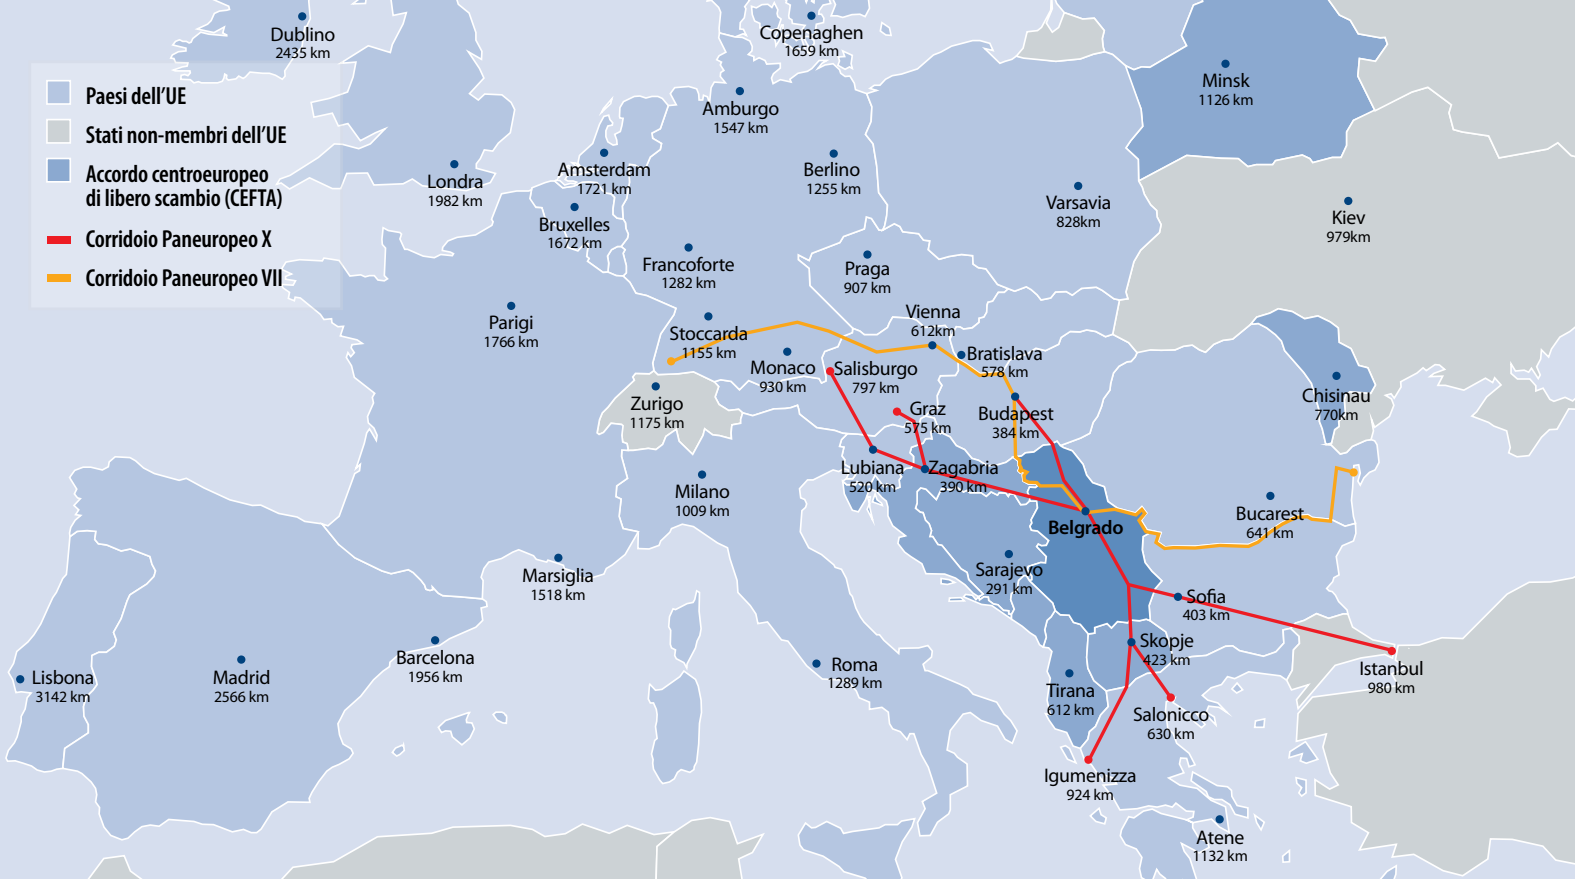 Dublino
2435 km
Copenaghen
1659 km
Paesi dell'UE
Stati non-membri dell'UE
Accordo centroeuropeo
di libero scambio (CEFTA)
Corridoio Paneuropeo X
Corridoio Paneuropeo VII
Minsk
1126 km
Amburgo
1547 km
Londra
1982 km
Amsterdam
1721 km
Berlino
1255 km
Bruxelles
1672 km
Varsavia
828km
Kiev
979km
Francoforte
1282 km
Praga
907 km
Parigi
1766 km
Stoccarda
1155 km
Vienna
612km
Monaco
930 km
Salisburgo
797 km
Bratislava
578 km
Zurigo
1175 km
Graz
575 km
Budapest
384 km
Chisinau
770km
Milano
1009 km
Lubiana
520 km
Zagabria
390 km
Belgrado
Bucarest
641 km
Marsiglia
1518 km
Sarajevo
291 km
Sofia
403 km
Lisbona
3142 km
Madrid
2566 km
Barcelona
1956 km
Roma
1289 km
Skopje
423 km
Istanbul
980 km
Tirana
612 km
Salonicco
630 km
Igumenizza
924 km
Atene
1132 km